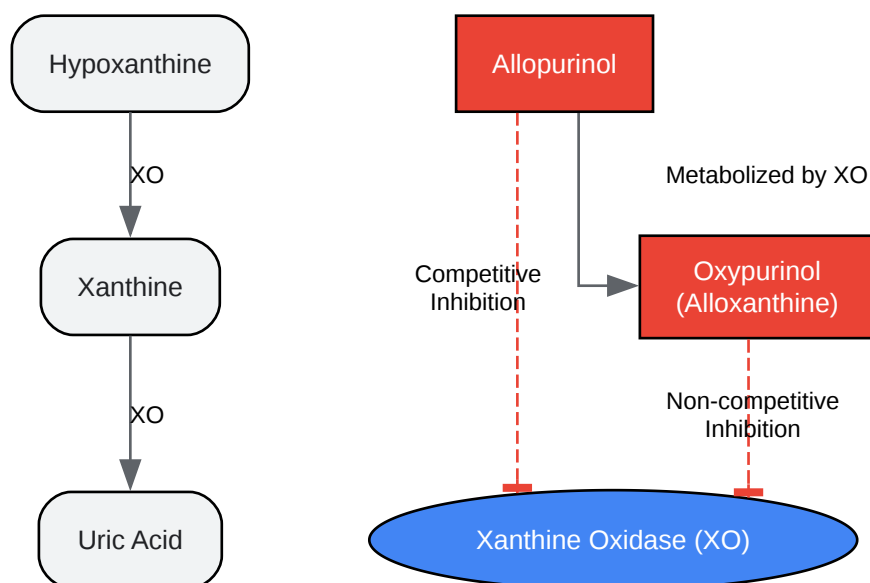 Hypoxanthine
XO
Xanthine
XO
Uric Acid
Allopurinol
Metabolized by XO
Competitive
Inhibition
Oxypurinol
(Alloxanthine)
Non-competitive
Inhibition
Xanthine Oxidase (XO)